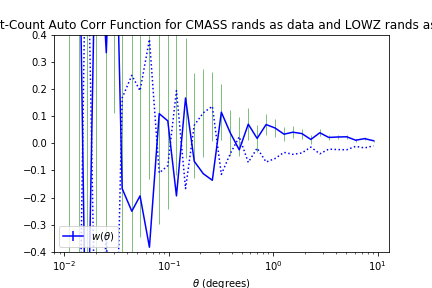 t-Count Auto Corr Function for CMASS rands as data and LOWZ rands as
0.4
0.3
0.2
0.1
0.0
−0.1
−0.2
−0.3
−0.4
w(θ)
10⁻² 10⁻¹ 10⁰ 10¹
θ (degrees)